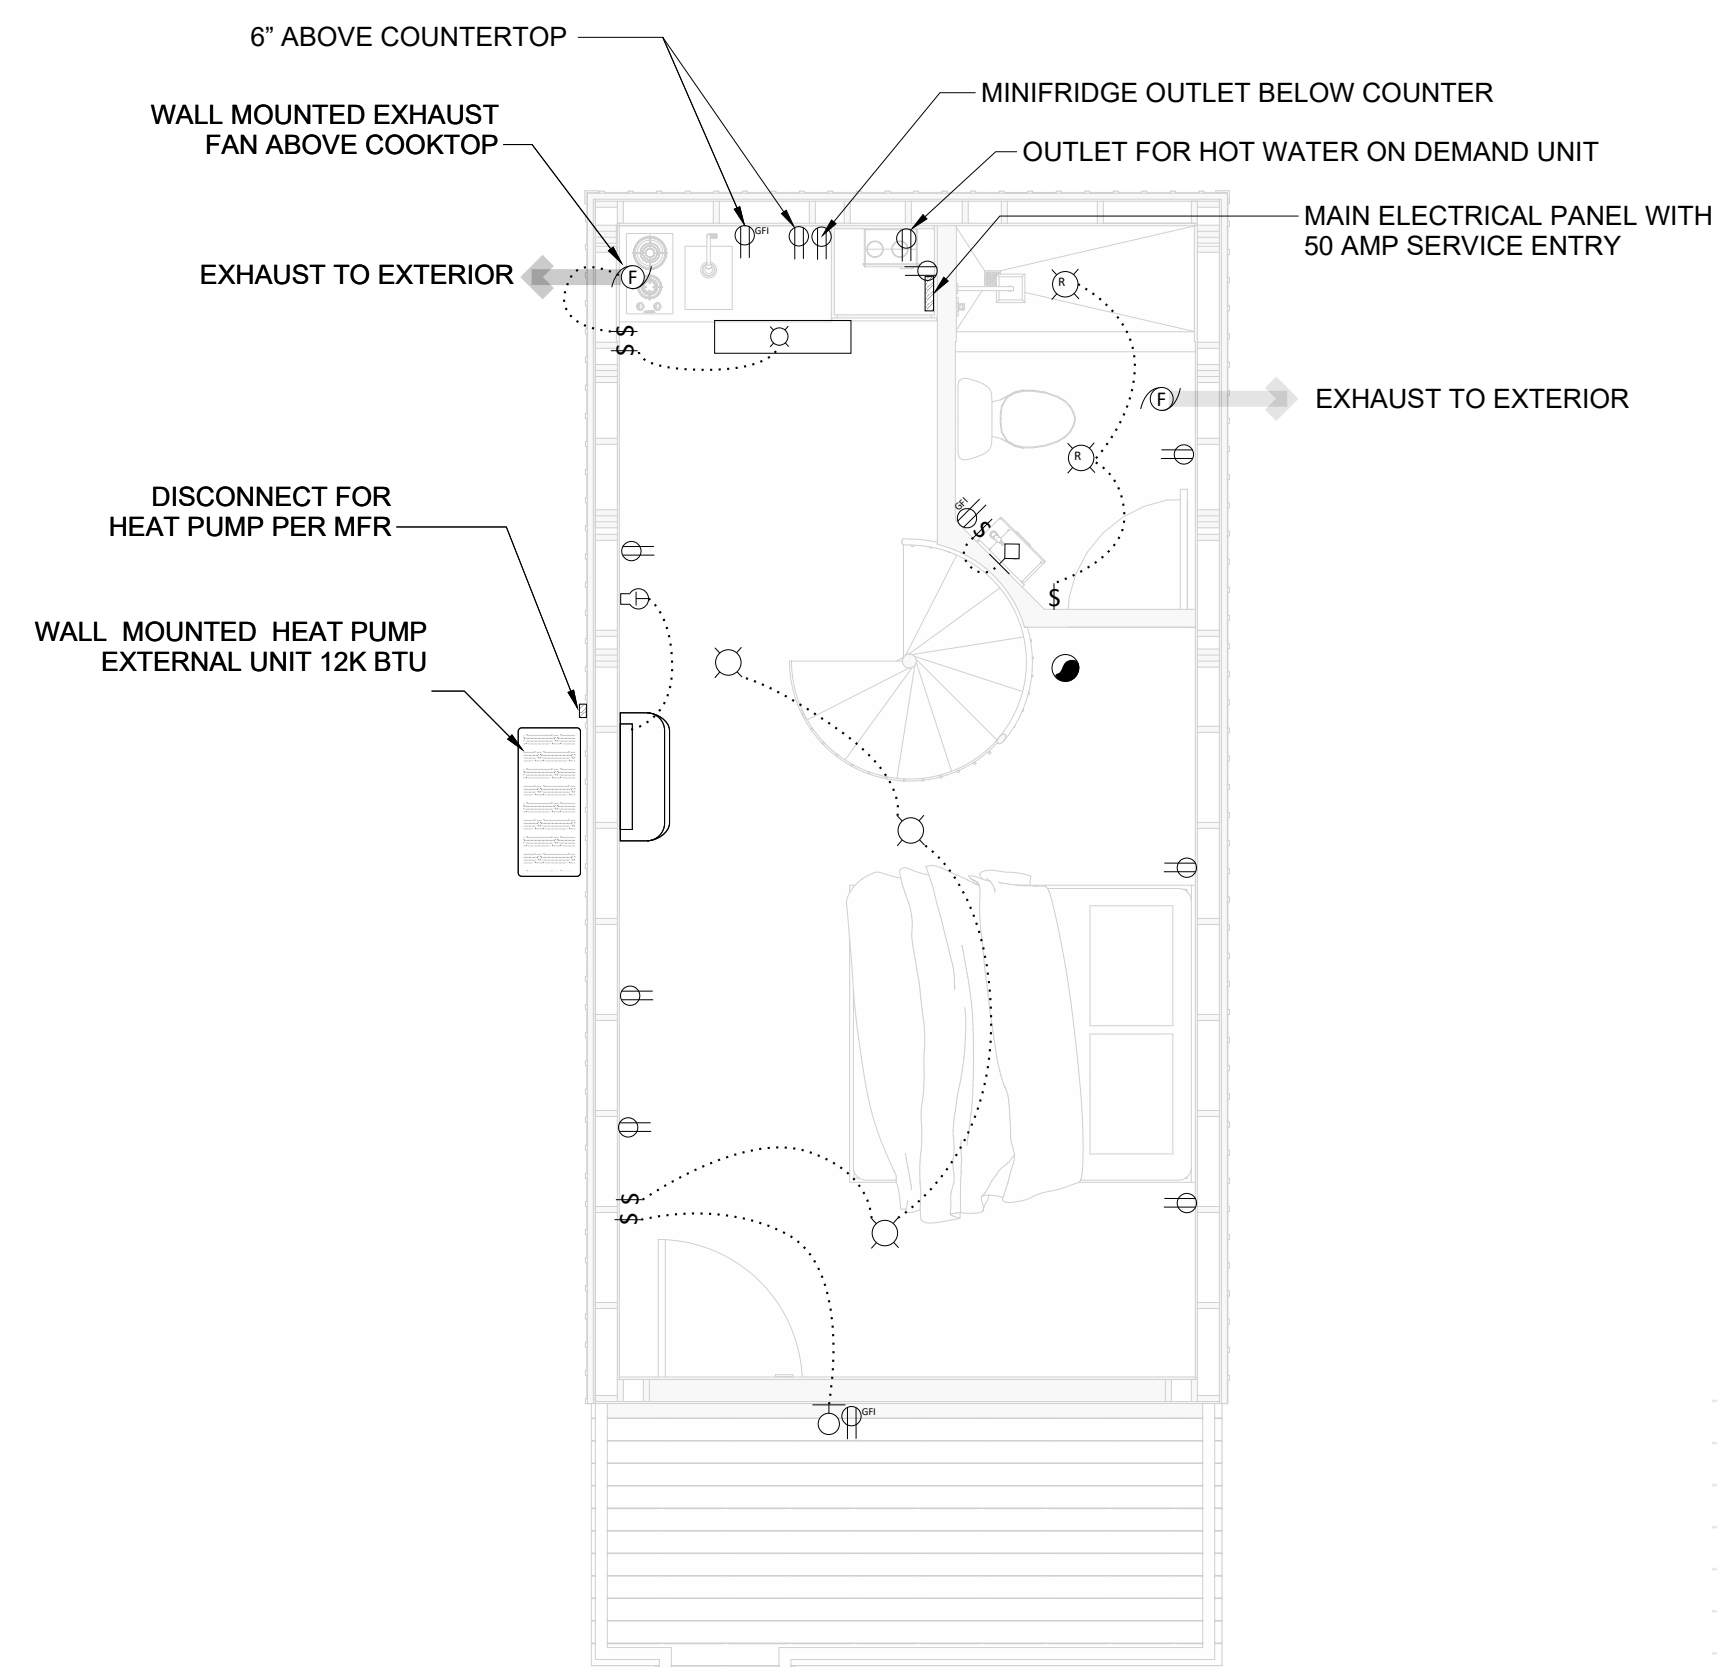 6” ABOVE COUNTERTOP
MINIFRIDGE OUTLET BELOW COUNTER
WALL MOUNTED EXHAUST
FAN ABOVE COOKTOP
OUTLET FOR HOT WATER ON DEMAND UNIT
MAIN ELECTRICAL PANEL WITH
50 AMP SERVICE ENTRY
GFI
EXHAUST TO EXTERIOR
F
R
$
$
F
EXHAUST TO EXTERIOR
R
DISCONNECT FOR
HEAT PUMP PER MFR
GFI
$
$
WALL MOUNTED HEAT PUMP
EXTERNAL UNIT 12K BTU
$
$
GFI